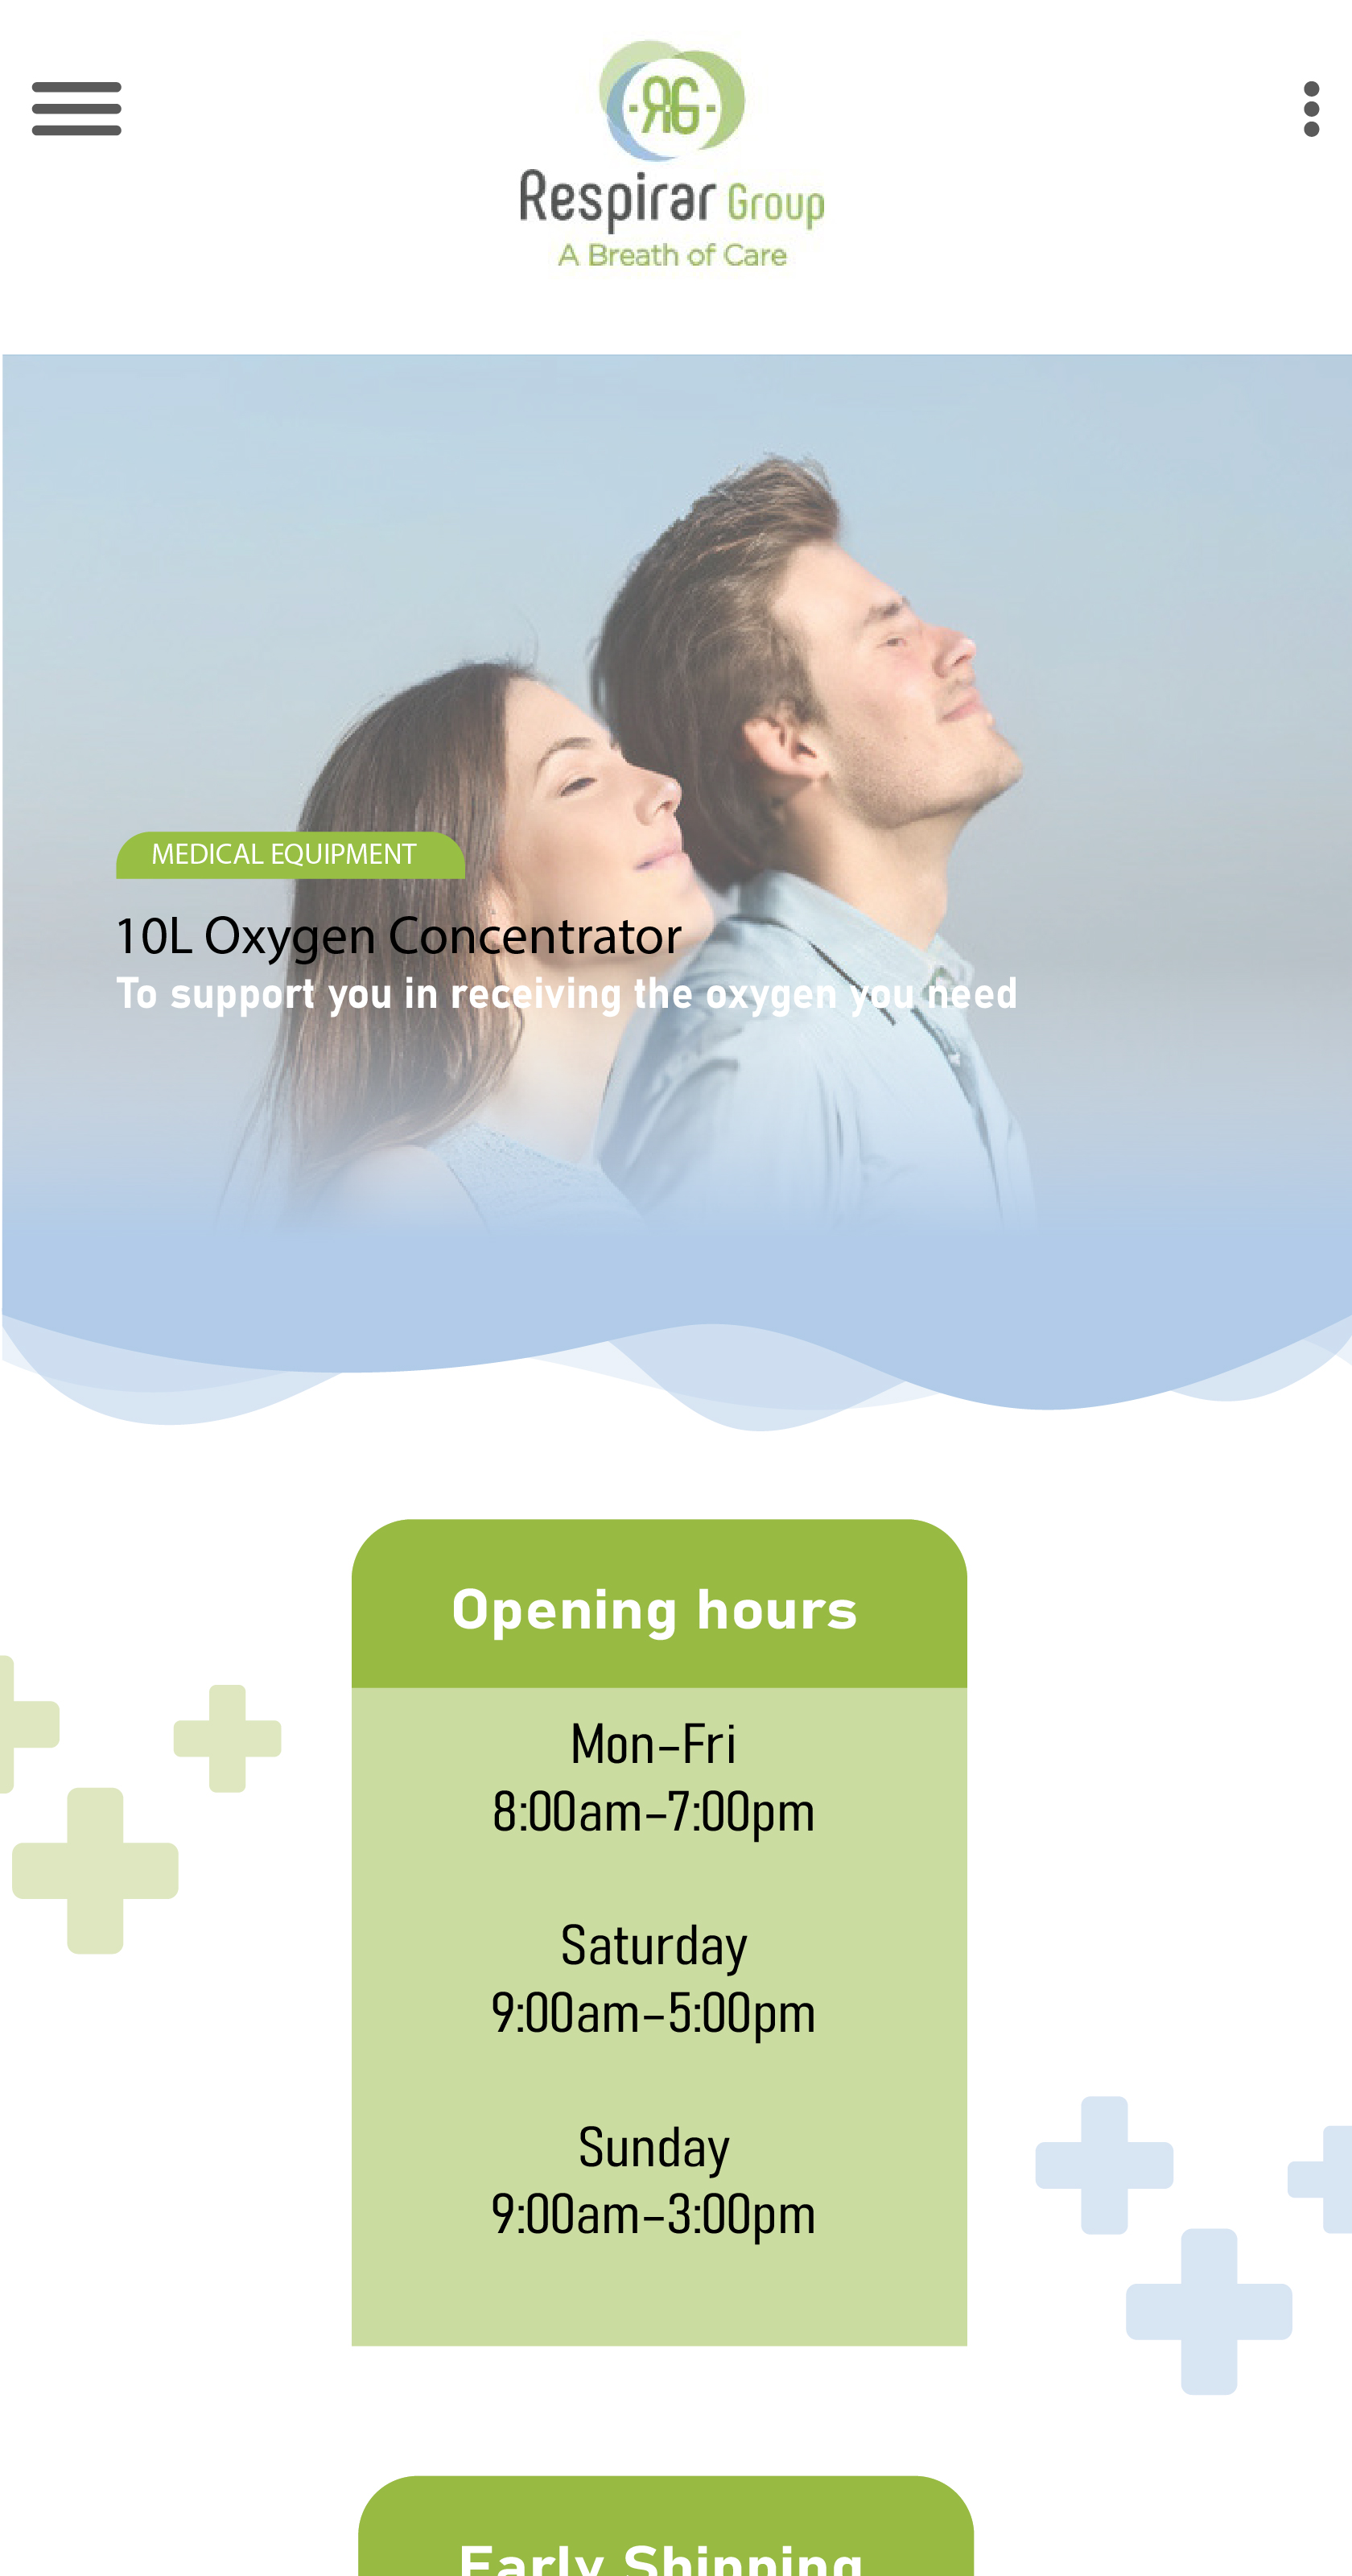 RG
Respirar Group
A Breath of Care
MEDICAL EQUIPMENT
10L Oxygen Concentrator
To support you in receiving the oxygen you need
Opening hours
Mon–Fri
8:00am–7:00pm
Saturday
9:00am–5:00pm
Sunday
9:00am–3:00pm
Early Shipping